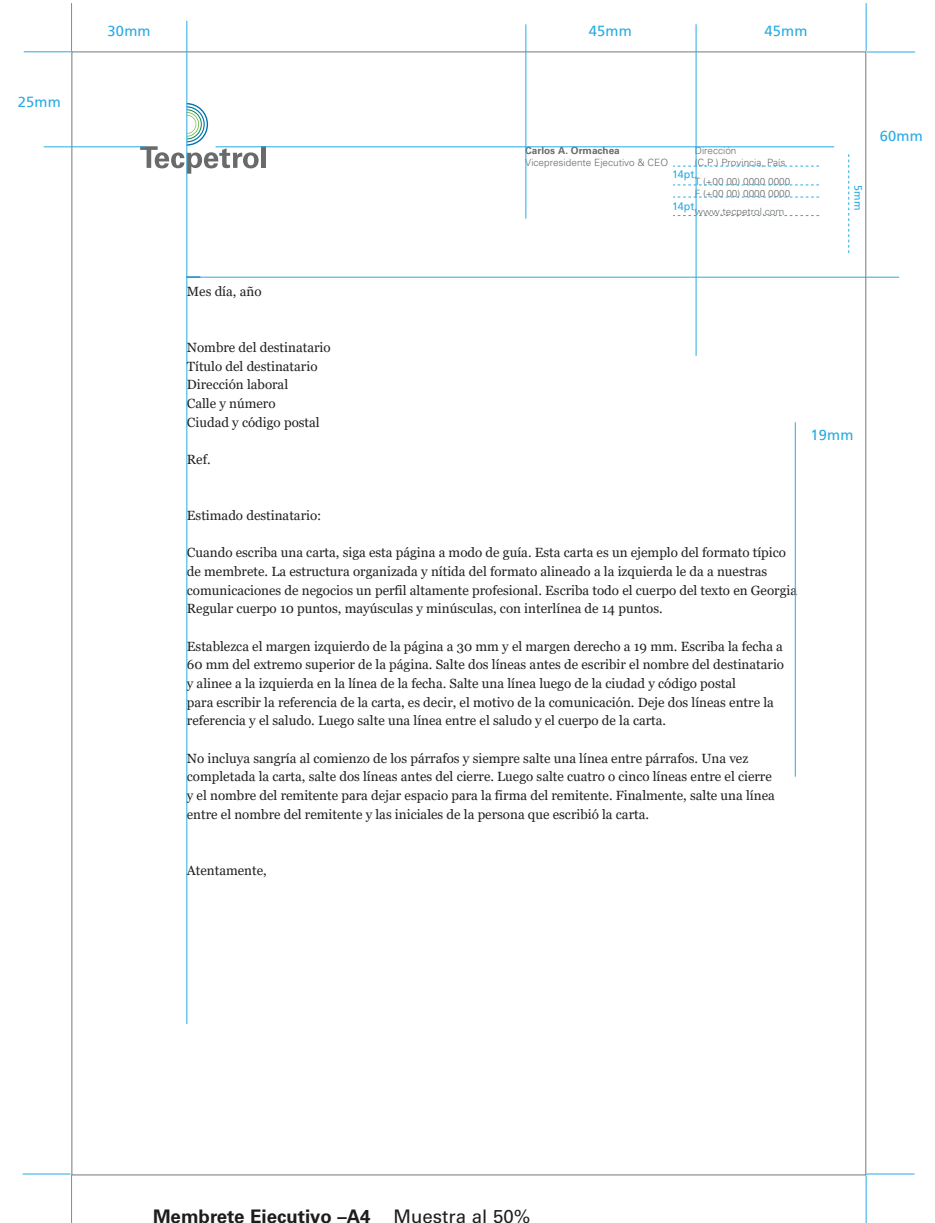 30mm
45mm
45mm
25mm
60mm
Tecpetrol
Carlos A. Ormachea
Vicepresidente Ejecutivo & CEO
Dirección
(C.P.) Provincia, País
14pt
T (+00 00) 0000 0000
F (+00 00) 0000 0000
14pt
www.tecpetrol.com
5mm
Mes día, año
Nombre del destinatario
Título del destinatario
Dirección laboral
Calle y número
Ciudad y código postal
19mm
Ref.
Estimado destinatario:
Cuando escriba una carta, siga esta página a modo de guía. Esta carta es un ejemplo del formato típico
de membrete. La estructura organizada y nítida del formato alineado a la izquierda le da a nuestras
comunicaciones de negocios un perfil altamente profesional. Escriba todo el cuerpo del texto en Georgia
Regular cuerpo 10 puntos, mayúsculas y minúsculas, con interlínea de 14 puntos.
Establezca el margen izquierdo de la página a 30 mm y el margen derecho a 19 mm. Escriba la fecha a
60 mm del extremo superior de la página. Salte dos líneas antes de escribir el nombre del destinatario
y alinee a la izquierda en la línea de la fecha. Salte una línea luego de la ciudad y código postal
para escribir la referencia de la carta, es decir, el motivo de la comunicación. Deje dos líneas entre la
referencia y el saludo. Luego salte una línea entre el saludo y el cuerpo de la carta.
No incluya sangría al comienzo de los párrafos y siempre salte una línea entre párrafos. Una vez
completada la carta, salte dos líneas antes del cierre. Luego salte cuatro o cinco líneas entre el cierre
y el nombre del remitente para dejar espacio para la firma del remitente. Finalmente, salte una línea
entre el nombre del remitente y las iniciales de la persona que escribió la carta.
Atentamente,
Membrete Ejecutivo –A4 Muestra al 50%